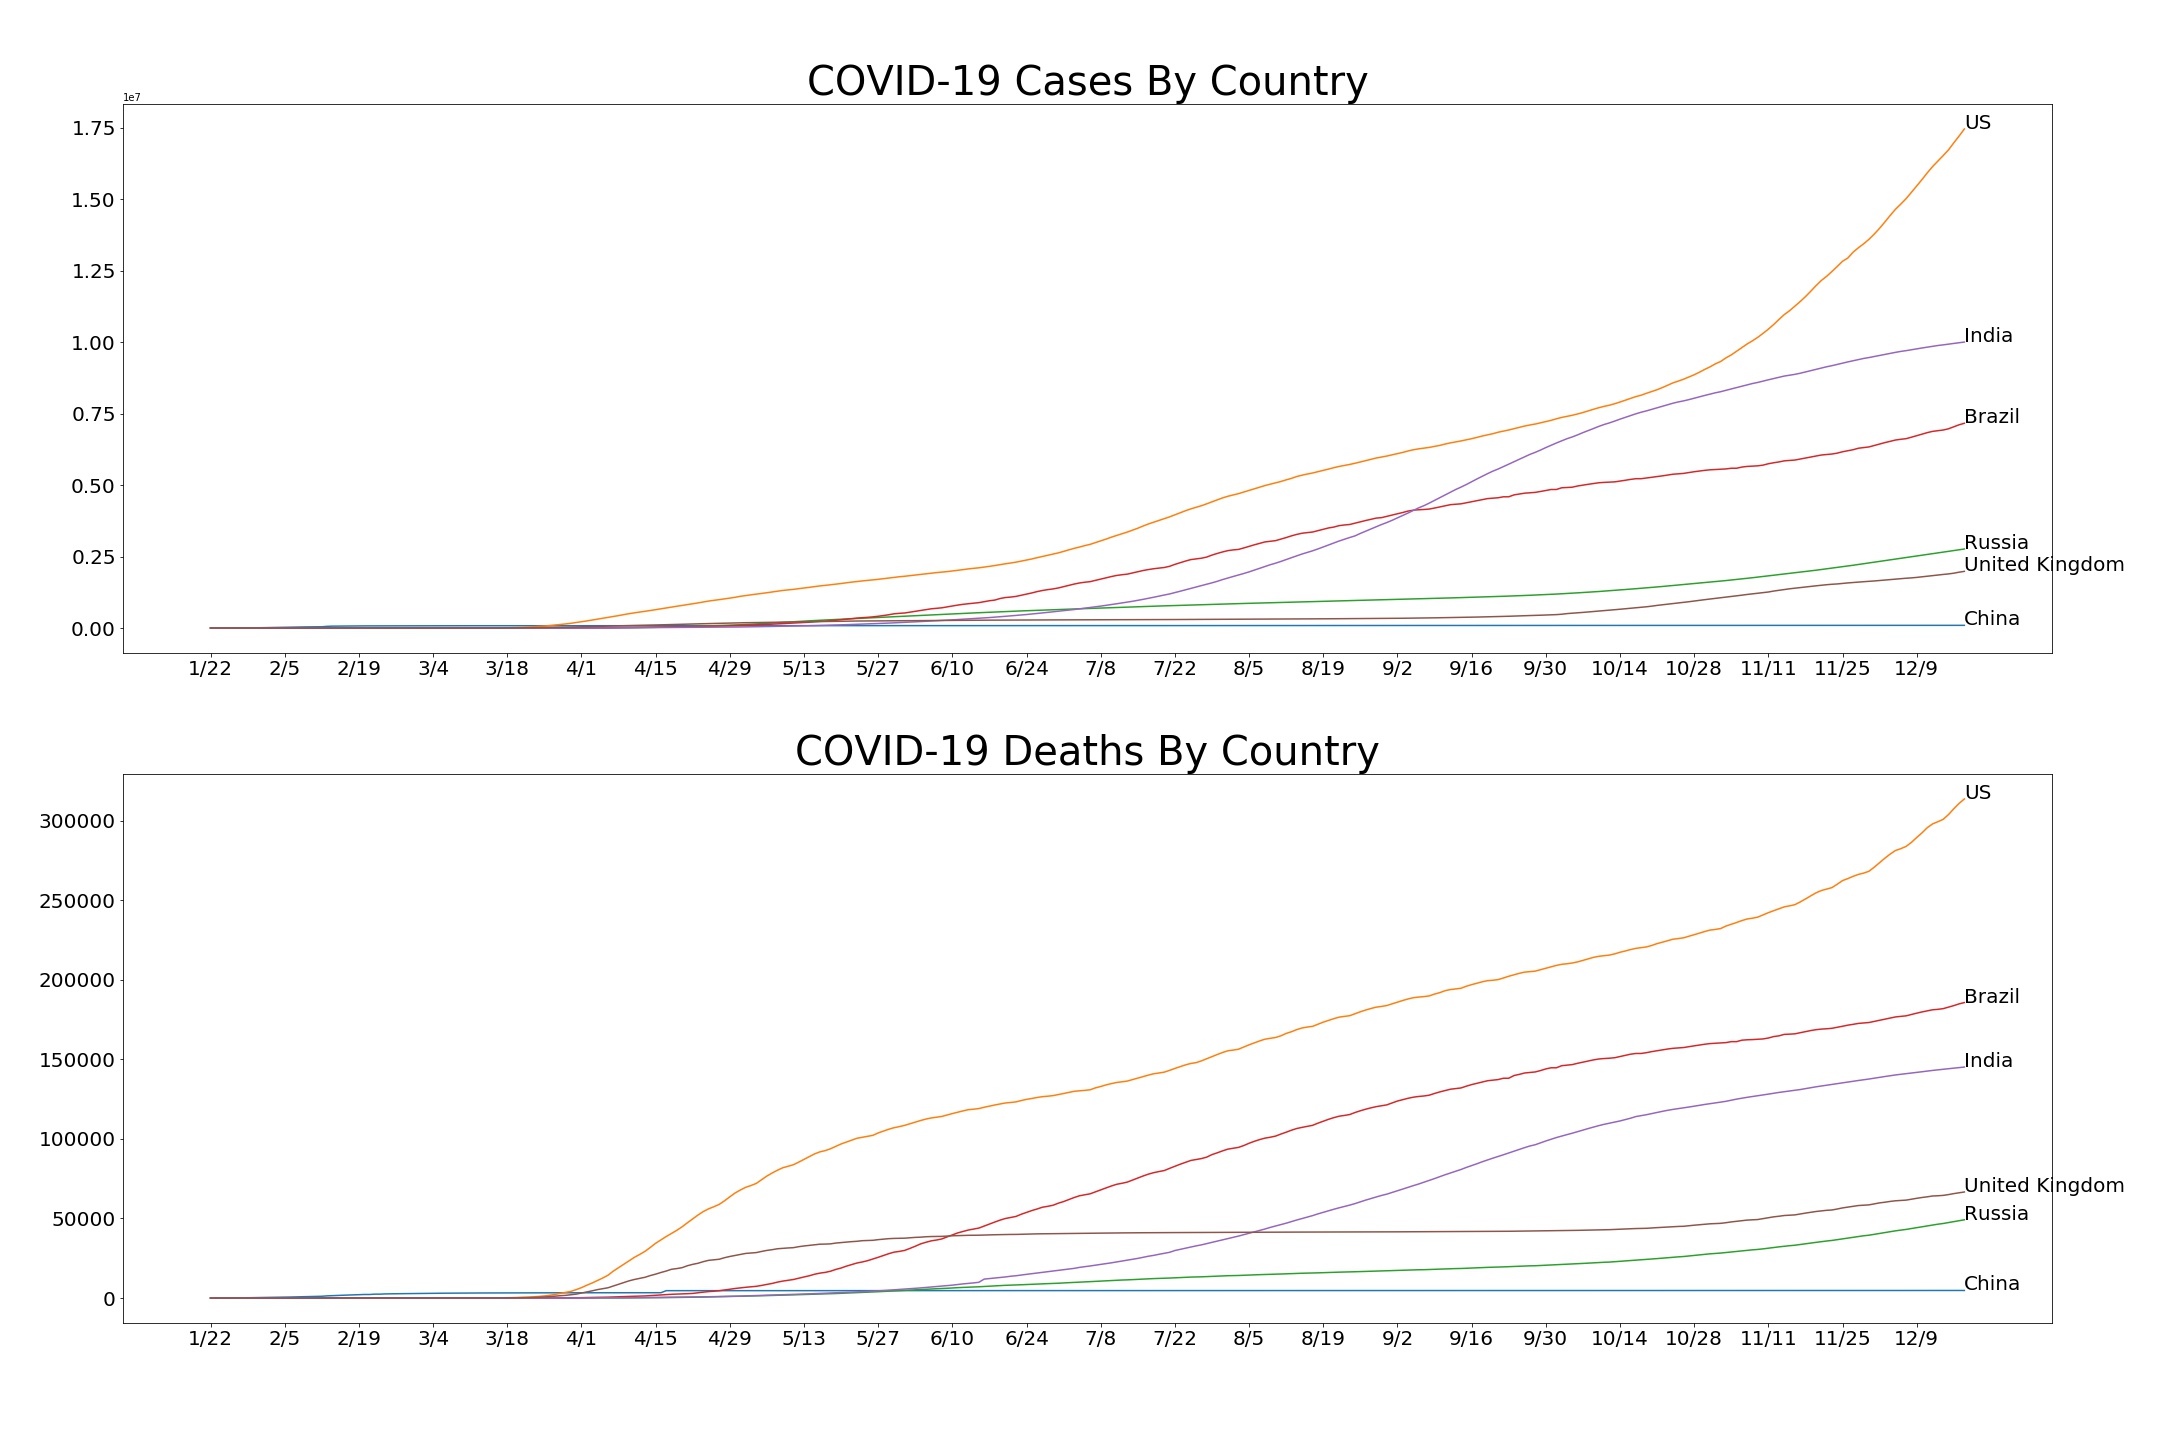 COVID-19 Cases By Country
1e7
1.75
1.50
1.25
1.00
0.75
0.50
0.25
0.00
US
India
Brazil
Russia
United Kingdom
China
1/22 2/5 2/19 3/4 3/18 4/1 4/15 4/29 5/13 5/27 6/10 6/24 7/8 7/22 8/5 8/19 9/2 9/16 9/30 10/14 10/28 11/11 11/25 12/9
COVID-19 Deaths By Country
300000
250000
200000
150000
100000
50000
0
US
Brazil
India
United Kingdom
Russia
China
1/22 2/5 2/19 3/4 3/18 4/1 4/15 4/29 5/13 5/27 6/10 6/24 7/8 7/22 8/5 8/19 9/2 9/16 9/30 10/14 10/28 11/11 11/25 12/9